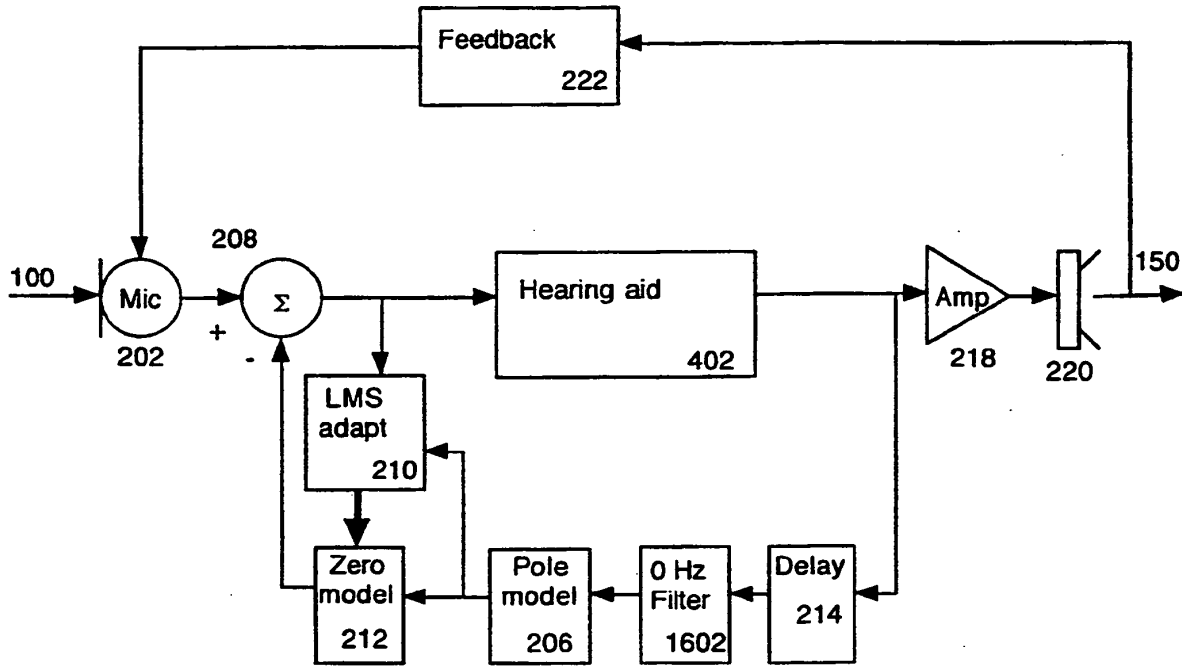 Feedback
222
208
100
Mic
Σ
Hearing aid
Amp
150
+
-
202
402
218
220
LMS
adapt
210
Zero
model
212
Pole
model
206
0 Hz
Filter
1602
Delay
214